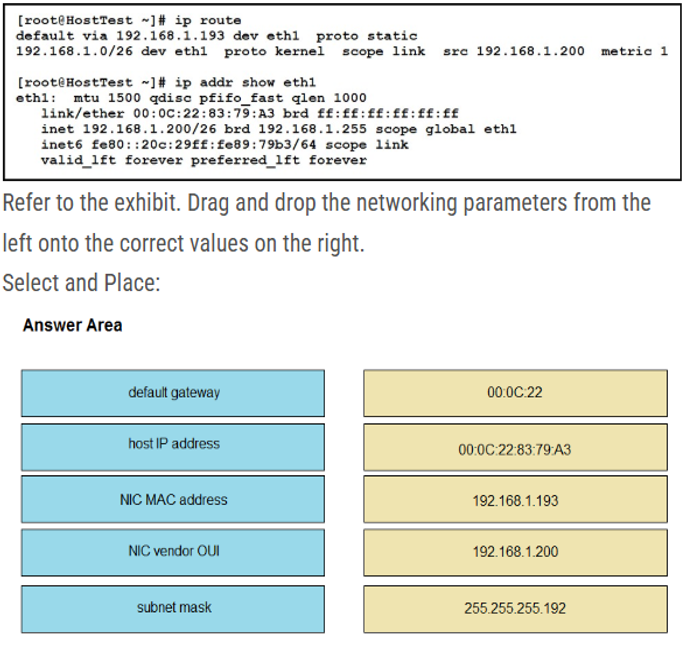 [root@HostTest ~]# ip route
default via 192.168.1.193 dev eth1  proto static
192.168.1.0/26 dev eth1  proto kernel  scope link  src 192.168.1.200  metric 1
[root@HostTest ~]# ip addr show eth1
eth1:  mtu 1500 qdisc pfifo_fast qlen 1000
link/ether 00:0C:22:83:79:A3 brd ff:ff:ff:ff:ff:ff
inet 192.168.1.200/26 brd 192.168.1.255 scope global eth1
inet6 fe80::20c:29ff:fe89:79b3/64 scope link
valid_lft forever preferred_lft forever
Refer to the exhibit. Drag and drop the networking parameters from the
left onto the correct values on the right.
Select and Place:
Answer Area
default gateway
00:0C:22
host IP address
00:0C:22:83:79:A3
NIC MAC address
192.168.1.193
NIC vendor OUI
192.168.1.200
subnet mask
255.255.255.192